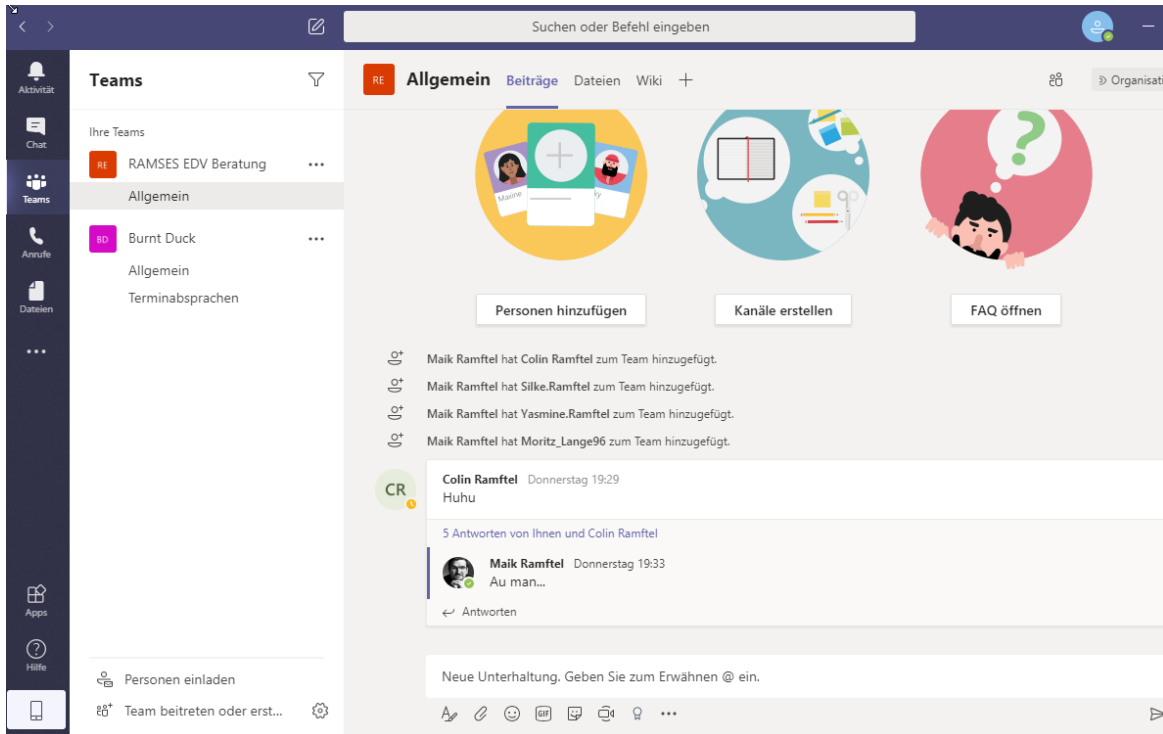 Suchen oder Befehl eingeben
Aktivität
Chat
Teams
Anrufe
Dateien
Apps
Hilfe
Teams
Ihre Teams
RE RAMSES EDV Beratung
Allgemein
BD Burnt Duck
Allgemein
Terminabsprachen
Personen einladen
Team beitreten oder erst...
RE Allgemein Beiträge Dateien Wiki
Organisati
Maxine
Personen hinzufügen Kanäle erstellen FAQ öffnen
Maik Ramftel hat Colin Ramftel zum Team hinzugefügt.
Maik Ramftel hat Silke.Ramftel zum Team hinzugefügt.
Maik Ramftel hat Yasmine.Ramftel zum Team hinzugefügt.
Maik Ramftel hat Moritz_Lange96 zum Team hinzugefügt.
CR Colin Ramftel Donnerstag 19:29
Huhu
5 Antworten von Ihnen und Colin Ramftel
Maik Ramftel Donnerstag 19:33
Au man...
Antworten
Neue Unterhaltung. Geben Sie zum Erwähnen @ ein.
GIF